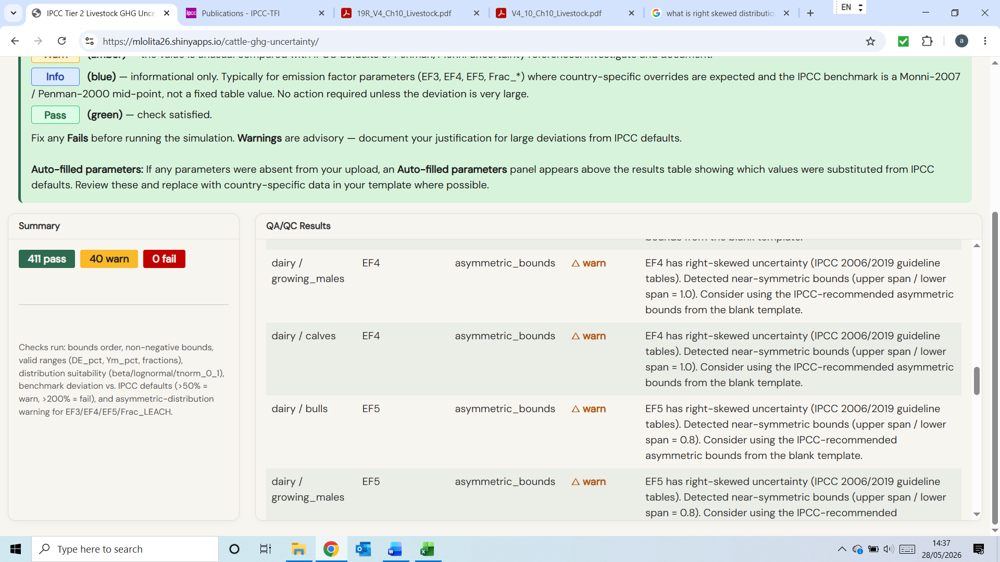 IPCC Tier 2 Livestock GHG Unce
Publications - IPCC-TFI
19R_V4_Ch10_Livestock.pdf
V4_10_Ch10_Livestock.pdf
what is right skewed distributio
EN
https://mlolita26.shinyapps.io/cattle-ghg-uncertainty/
a
Info (blue) — informational only. Typically for emission factor parameters (EF3, EF4, EF5, Frac_*) where country-specific overrides are expected and the IPCC benchmark is a Monni-2007
/ Penman-2000 mid-point, not a fixed table value. No action required unless the deviation is very large.
Pass (green) — check satisfied.
Fix any Fails before running the simulation. Warnings are advisory — document your justification for large deviations from IPCC defaults.
Auto-filled parameters: If any parameters were absent from your upload, an Auto-filled parameters panel appears above the results table showing which values were substituted from IPCC
defaults. Review these and replace with country-specific data in your template where possible.
Summary
411 pass 40 warn 0 fail
Checks run: bounds order, non-negative bounds,
valid ranges (DE_pct, Ym_pct, fractions),
distribution suitability (beta/lognormal/tnorm_0_1),
benchmark deviation vs. IPCC defaults (>50% =
warn, >200% = fail), and asymmetric-distribution
warning for EF3/EF4/EF5/Frac_LEACH.
QA/QC Results
bounds from the blank template.
dairy / EF4 asymmetric_bounds △ warn EF4 has right-skewed uncertainty (IPCC 2006/2019 guideline
growing_males tables). Detected near-symmetric bounds (upper span / lower
span = 1.0). Consider using the IPCC-recommended asymmetric
bounds from the blank template.
dairy / calves EF4 asymmetric_bounds △ warn EF4 has right-skewed uncertainty (IPCC 2006/2019 guideline
tables). Detected near-symmetric bounds (upper span / lower
span = 1.0). Consider using the IPCC-recommended asymmetric
bounds from the blank template.
dairy / bulls EF5 asymmetric_bounds △ warn EF5 has right-skewed uncertainty (IPCC 2006/2019 guideline
tables). Detected near-symmetric bounds (upper span / lower
span = 0.8). Consider using the IPCC-recommended
asymmetric bounds from the blank template.
dairy / EF5 asymmetric_bounds △ warn EF5 has right-skewed uncertainty (IPCC 2006/2019 guideline
growing_males tables). Detected near-symmetric bounds (upper span / lower
span = 0.8). Consider using the IPCC-recommended
Type here to search
14:37
28/05/2026